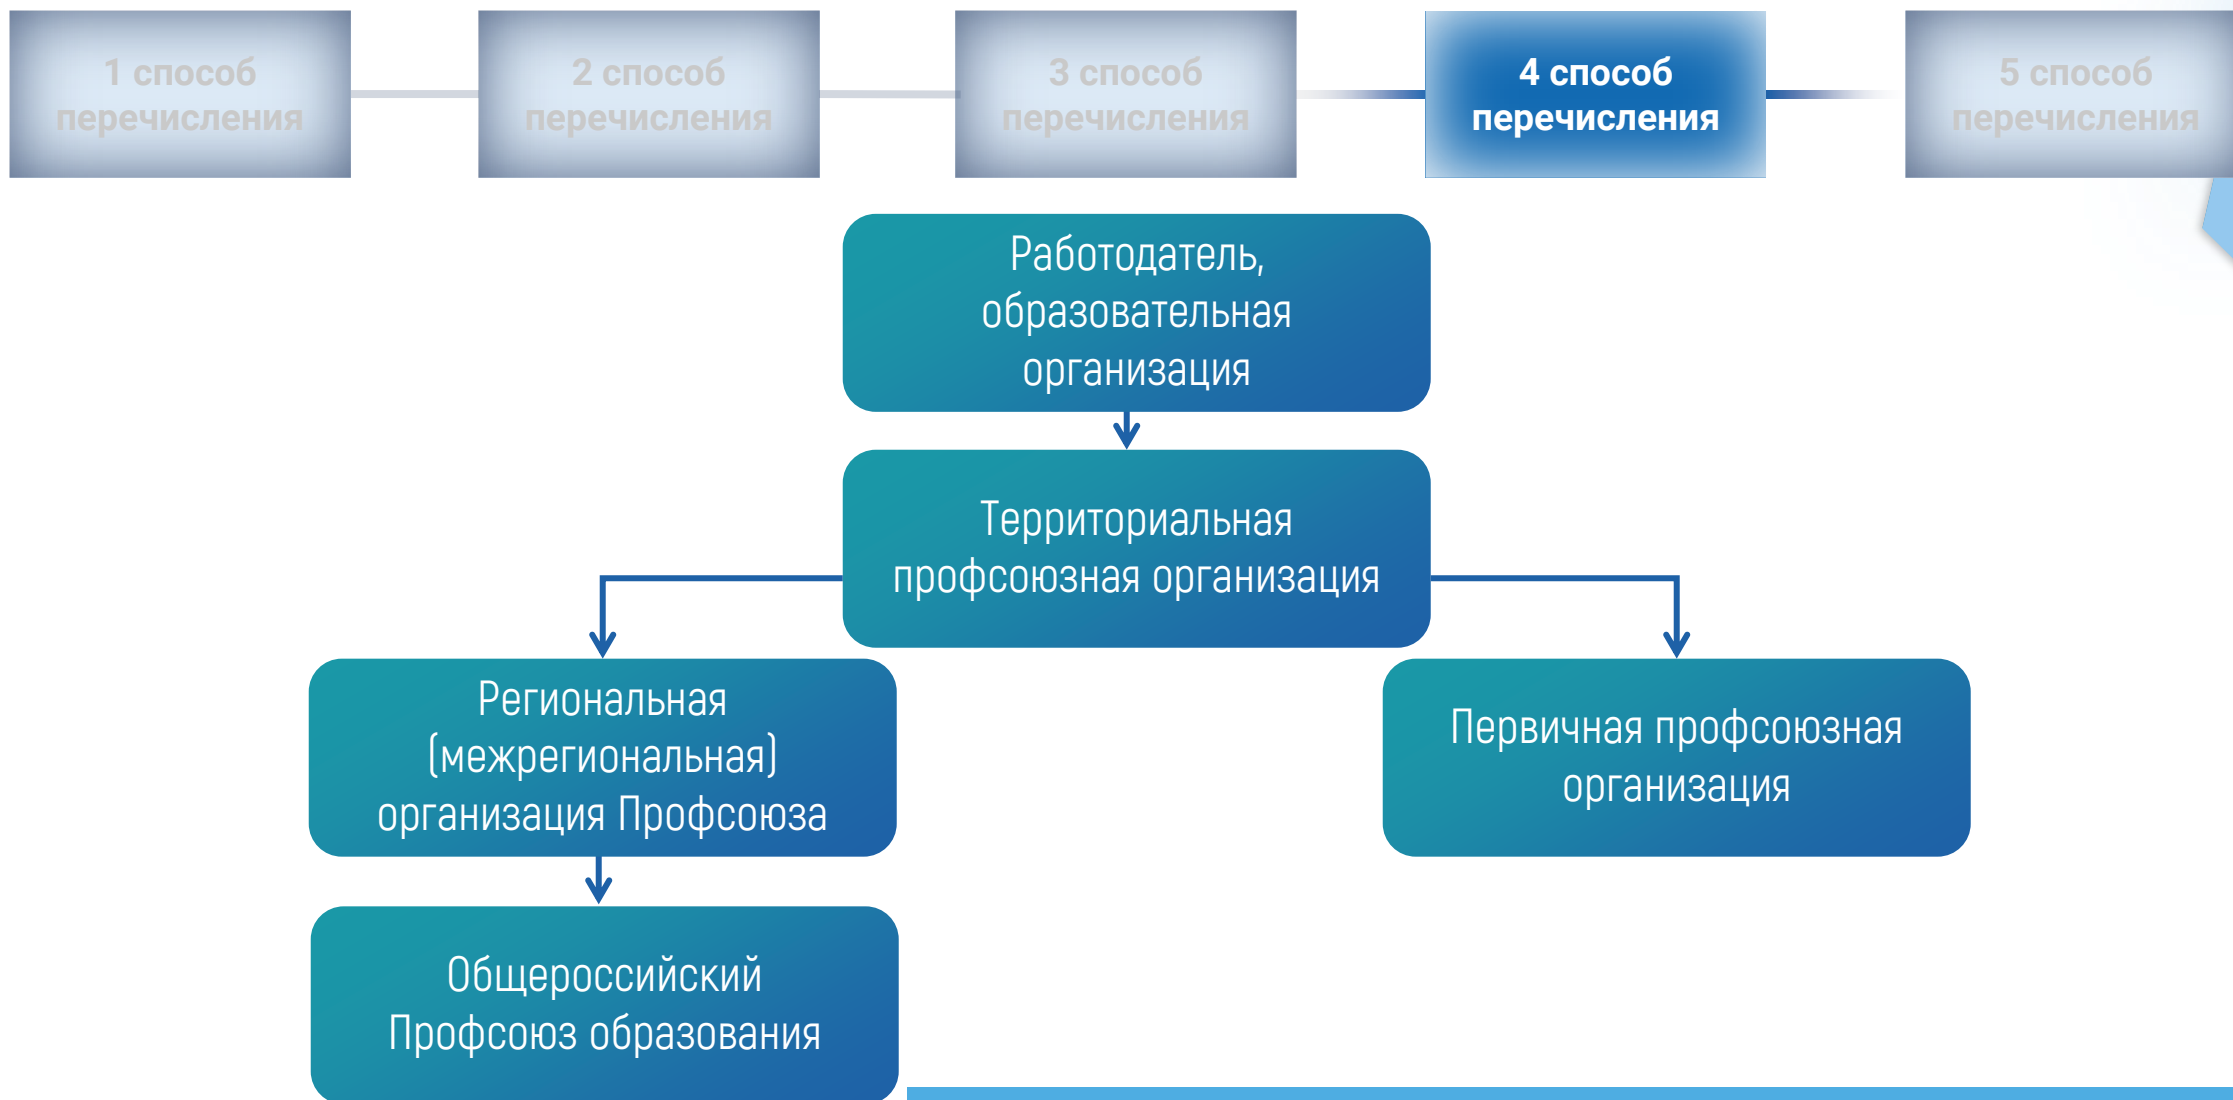 1 способ
перечисления
2 способ
перечисления
3 способ
перечисления
4 способ
перечисления
5 способ
перечисления
Работодатель,
образовательная
организация
Территориальная
профсоюзная организация
Региональная
(межрегиональная)
организация Профсоюза
Первичная профсоюзная
организация
Общероссийский
Профсоюз образования